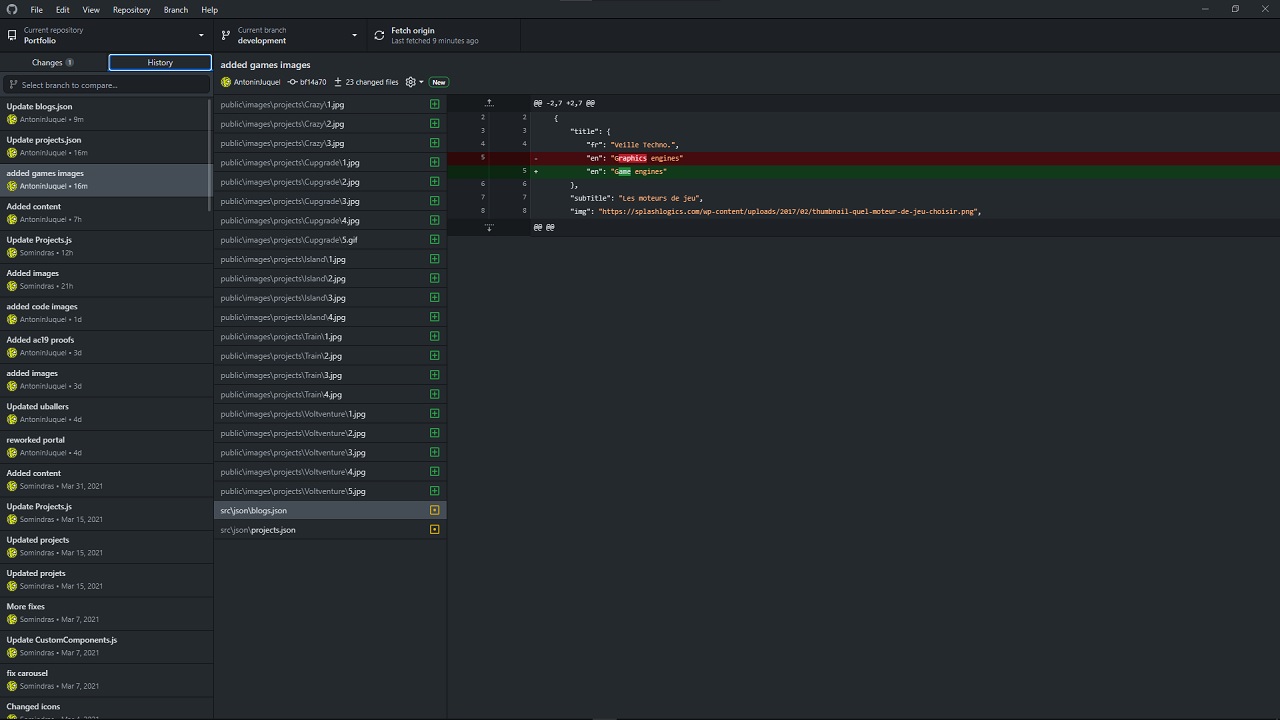 File Edit View Repository Branch Help
Current repository
Portfolio
Current branch
development
Fetch origin
Last fetched 9 minutes ago
Changes 1
History
Select branch to compare...
Update blogs.json
AntoninJuquel • 9m
Update projects.json
AntoninJuquel • 16m
added games images
AntoninJuquel • 16m
Added content
AntoninJuquel • 7h
Update Projects.js
Somindras • 12h
Added images
Somindras • 21h
added code images
AntoninJuquel • 1d
Added ac19 proofs
AntoninJuquel • 3d
added images
AntoninJuquel • 3d
Updated uballers
AntoninJuquel • 4d
reworked portal
AntoninJuquel • 4d
Added content
Somindras • Mar 31, 2021
Update Projects.js
Somindras • Mar 15, 2021
Updated projects
Somindras • Mar 15, 2021
Updated projets
Somindras • Mar 15, 2021
More fixes
Somindras • Mar 7, 2021
Update CustomComponents.js
Somindras • Mar 7, 2021
fix carousel
Somindras • Mar 7, 2021
Changed icons
added games images
AntoninJuquel bf14a70 23 changed files New
public\images\projects\Crazy\1.jpg
public\images\projects\Crazy\2.jpg
public\images\projects\Crazy\3.jpg
public\images\projects\Cupgrade\1.jpg
public\images\projects\Cupgrade\2.jpg
public\images\projects\Cupgrade\3.jpg
public\images\projects\Cupgrade\4.jpg
public\images\projects\Cupgrade\5.gif
public\images\projects\Island\1.jpg
public\images\projects\Island\2.jpg
public\images\projects\Island\3.jpg
public\images\projects\Island\4.jpg
public\images\projects\Train\1.jpg
public\images\projects\Train\2.jpg
public\images\projects\Train\3.jpg
public\images\projects\Train\4.jpg
public\images\projects\Voltventure\1.jpg
public\images\projects\Voltventure\2.jpg
public\images\projects\Voltventure\3.jpg
public\images\projects\Voltventure\4.jpg
public\images\projects\Voltventure\5.jpg
src\json\blogs.json
src\json\projects.json
@@ -2,7 +2,7 @@
2 2 {
3 3 "title": {
4 4 "fr": "Veille Techno.",
5 - "en": "Graphics engines"
5 + "en": "Game engines"
6 6 },
7 7 "subTitle": "Les moteurs de jeu",
8 8 "img": "https://splashlogics.com/wp-content/uploads/2017/02/thumbnail-quel-moteur-de-jeu-choisir.png",
@@ @@